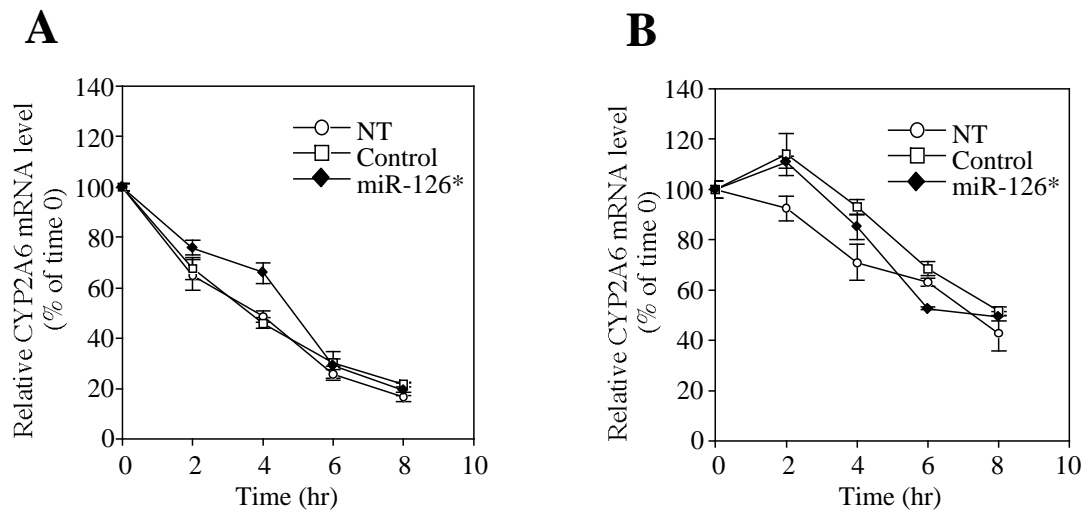 A
Relative CYP2A6 mRNA level
(% of time 0)
140
120
100
80
60
40
20
0
NT
Control
miR-126*
0 2 4 6 8 10
Time (hr)
B
Relative CYP2A6 mRNA level
(% of time 0)
140
120
100
80
60
40
20
0
NT
Control
miR-126*
0 2 4 6 8 10
Time (hr)